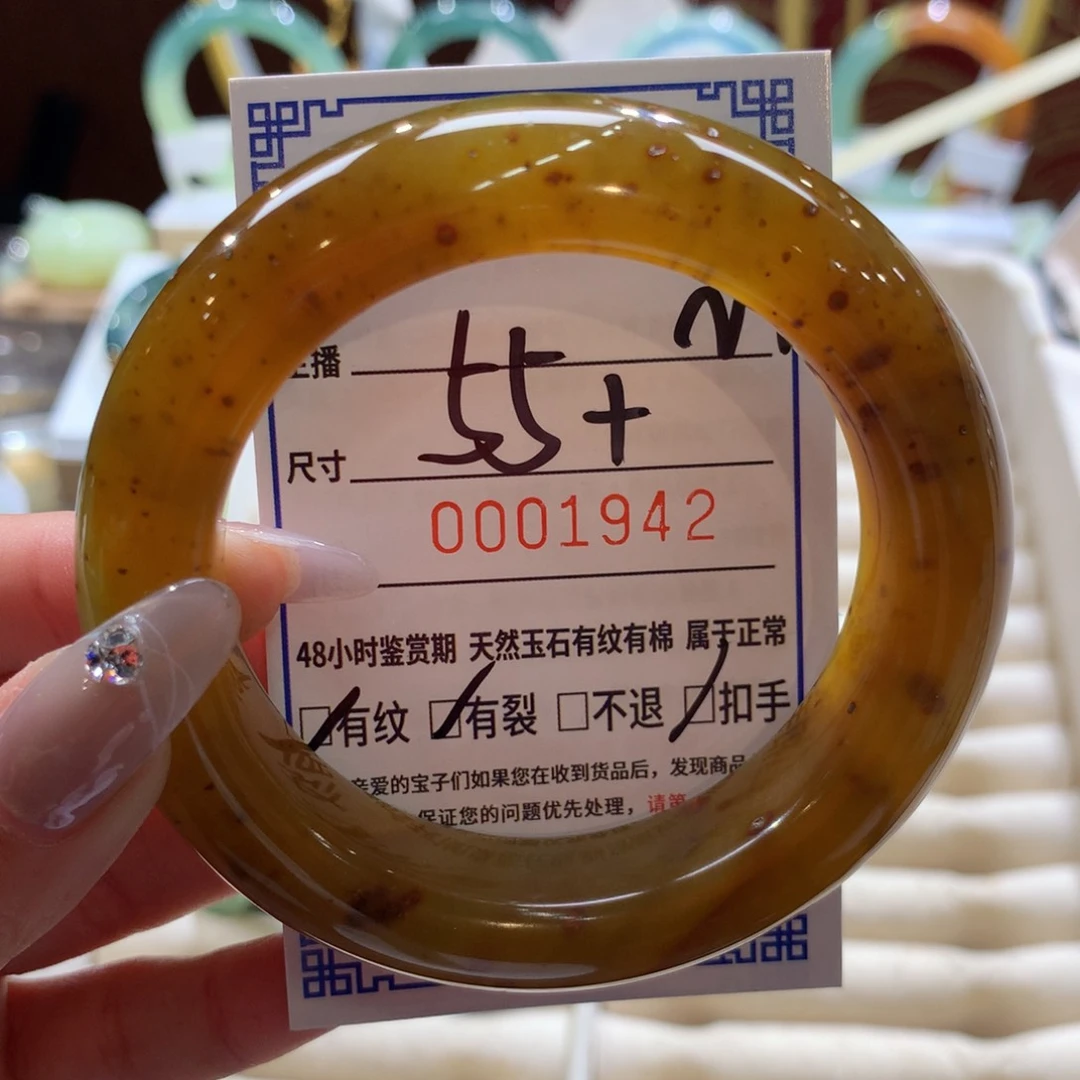 主播
尺寸 55+
0001942
48小时鉴赏期 天然玉石有纹有棉 属于正常
□有纹 □有裂 □不退 □扣手
亲爱的宝子们如果您在收到货品后，发现商品
保证您的问题优先处理，请第